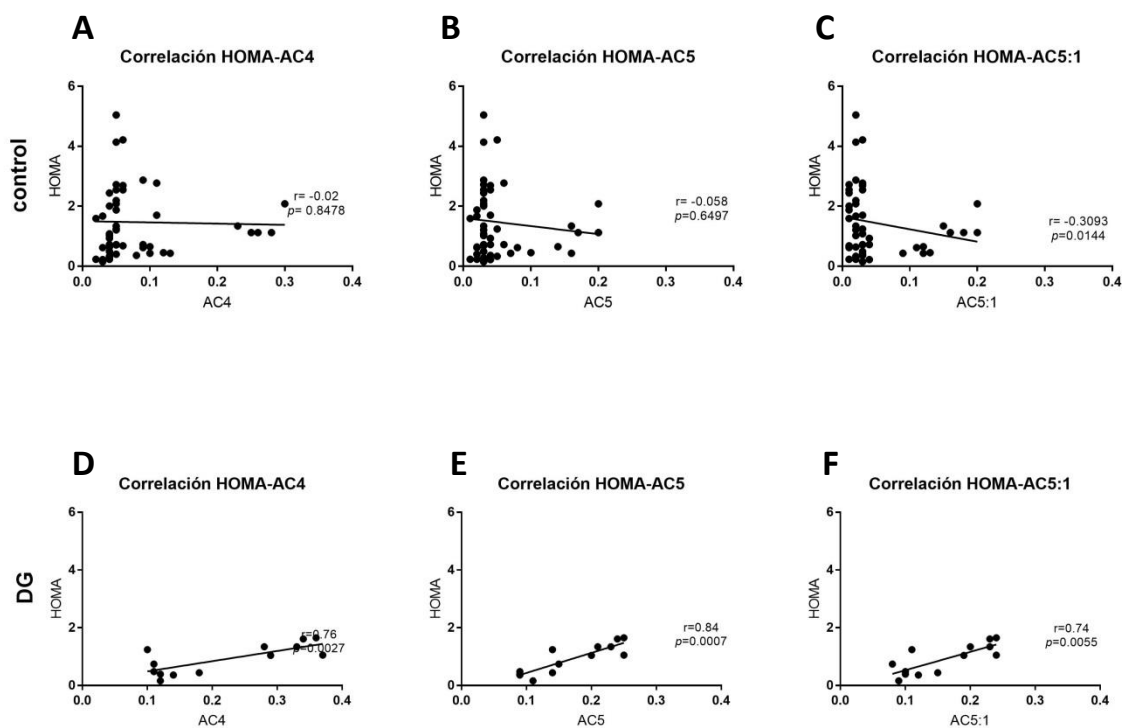 A
Correlación HOMA-AC4
control
HOMA
6
4
2
0
0.0 0.1 0.2 0.3 0.4
AC4
r= -0.02
p= 0.8478
B
Correlación HOMA-AC5
HOMA
6
4
2
0
0.0 0.1 0.2 0.3 0.4
AC5
r= -0.058
p=0.6497
C
Correlación HOMA-AC5:1
HOMA
6
4
2
0
0.0 0.1 0.2 0.3 0.4
AC5:1
r= -0.3093
p=0.0144
D
Correlación HOMA-AC4
DG
HOMA
6
4
2
0
0.0 0.1 0.2 0.3 0.4
AC4
r=0.76
p=0.0027
E
Correlación HOMA-AC5
HOMA
6
4
2
0
0.0 0.1 0.2 0.3 0.4
AC5
r=0.84
p=0.0007
F
Correlación HOMA-AC5:1
HOMA
6
4
2
0
0.0 0.1 0.2 0.3 0.4
AC5:1
r=0.74
p=0.0055